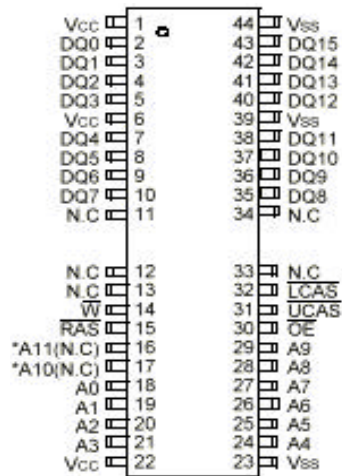 Vcc 1 44 Vss
DQ0 2 43 DQ15
DQ1 3 42 DQ14
DQ2 4 41 DQ13
DQ3 5 40 DQ12
Vcc 6 39 Vss
DQ4 7 38 DQ11
DQ5 8 37 DQ10
DQ6 9 36 DQ9
DQ7 10 35 DQ8
N.C 11 34 N.C
N.C 12 33 N.C
N.C 13 32 L̅C̅A̅S̅
W̅ 14 31 U̅C̅A̅S̅
R̅A̅S̅ 15 30 O̅E̅
*A11(N.C) 16 29 A9
*A10(N.C) 17 28 A8
A0 18 27 A7
A1 19 26 A6
A2 20 25 A5
A3 21 24 A4
Vcc 22 23 Vss